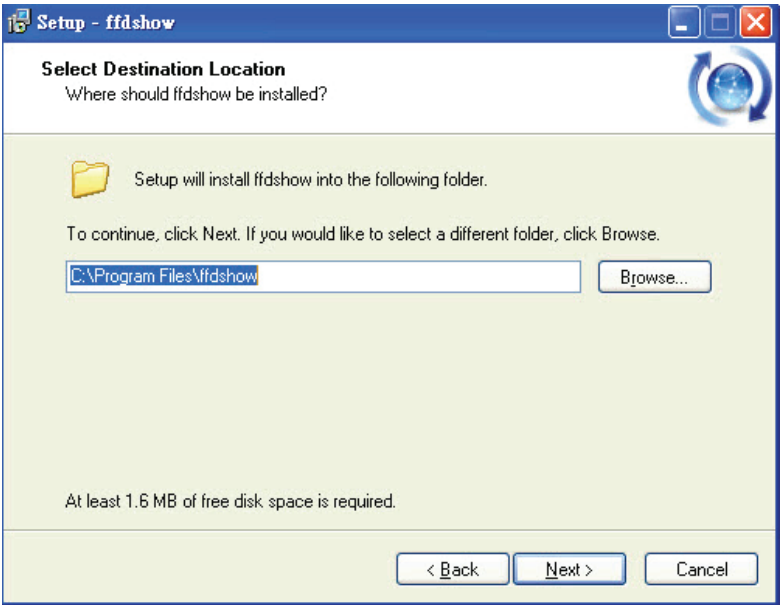 Setup - ffdshow
Select Destination Location
Where should ffdshow be installed?
Setup will install ffdshow into the following folder.
To continue, click Next. If you would like to select a different folder, click Browse.
C:\Program Files\ffdshow
Browse...
At least 1.6 MB of free disk space is required.
< Back
Next >
Cancel